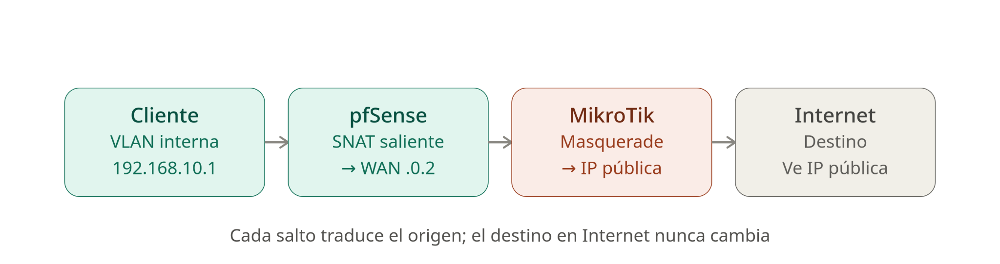 Cliente
VLAN interna
192.168.10.1
pfSense
SNAT saliente
→ WAN .0.2
MikroTik
Masquerade
→ IP pública
Internet
Destino
Ve IP pública
Cada salto traduce el origen; el destino en Internet nunca cambia